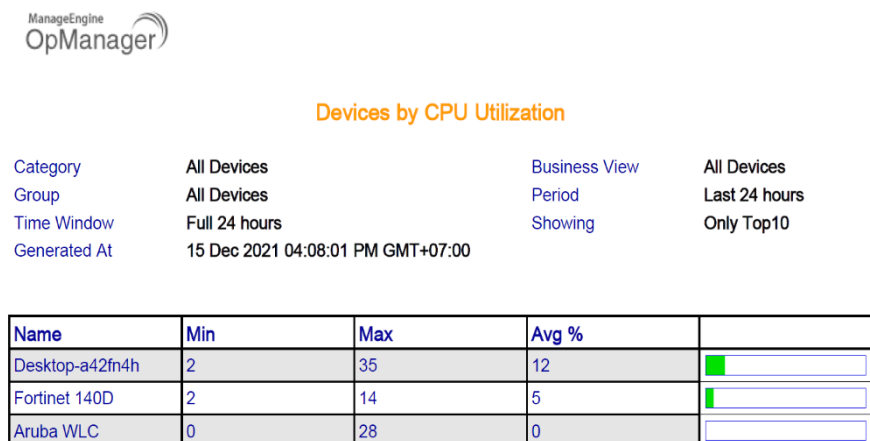 ManageEngine
OpManager
Devices by CPU Utilization
Category All Devices Business View All Devices
Group All Devices Period Last 24 hours
Time Window Full 24 hours Showing Only Top10
Generated At 15 Dec 2021 04:08:01 PM GMT+07:00
Name Min Max Avg %
Desktop-a42fn4h 2 35 12
Fortinet 140D 2 14 5
Aruba WLC 0 28 0